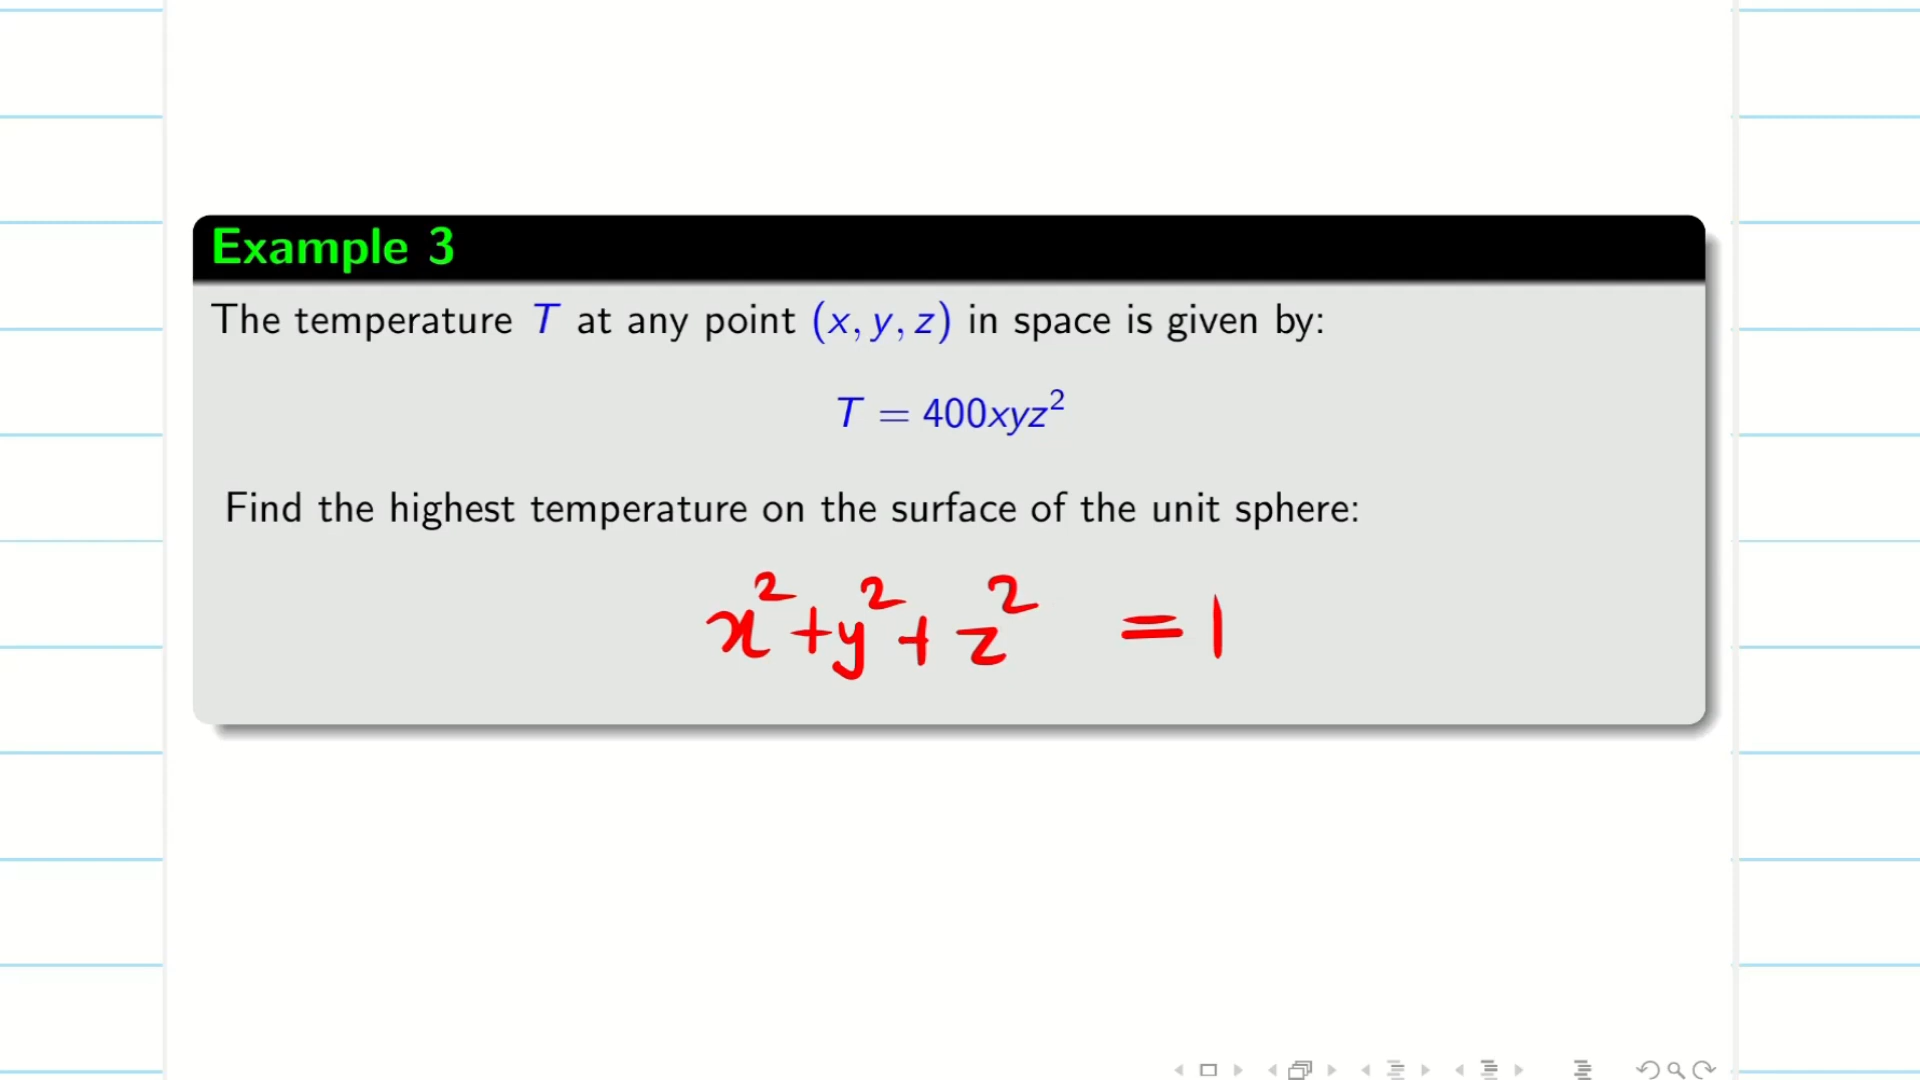 Example 3
The temperature T at any point (x, y, z) in space is given by:
T = 400xyz²
Find the highest temperature on the surface of the unit sphere:
x² + y² + z² = 1